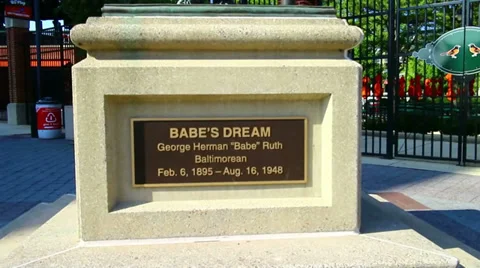 BABE'S DREAM
George Herman "Babe" Ruth
Baltimorean
Feb. 6, 1895 – Aug. 16, 1948